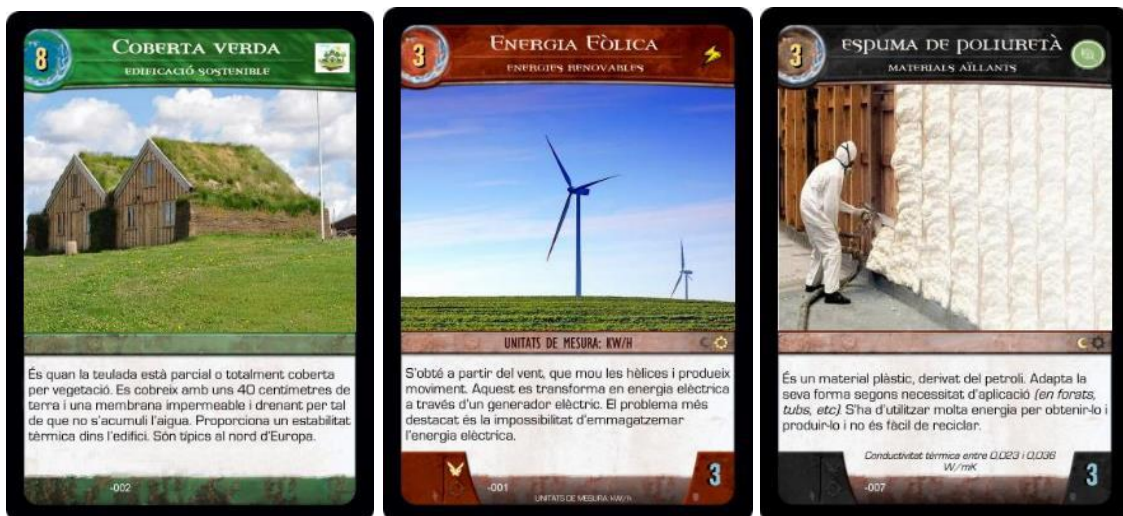 8
COBERTA VERDA
EDIFICACIÓ SOSTENIBLE
És quan la teulada està parcial o totalment coberta
per vegetació. Es cobreix amb uns 40 centímetres de
terra i una membrana impermeable i drenant per tal
de que no s'acumuli l'aigua. Proporciona un estabilitat
tèrmica dins l'edifici. Són típics al nord d'Europa.
-002
3
ENERGIA EÒLICA
ENERGIES RENOVABLES
UNITATS DE MESURA: KW/H
S'obté a partir del vent, que mou les hèlices i produeix
moviment. Aquest es transforma en energia elèctrica
a través d'un generador elèctric. El problema més
destacat és la impossibilitat d'emmagatzemar
l'energia elèctrica.
3
-001
UNITATS DE MESURA: KW/H
3
ESPUMA DE POLIURETÀ
MATERIALS AÏLLANTS
És un material plàstic, derivat del petroli. Adapta la
seva forma segons necessitat d'aplicació (en forats,
tubs, etc). S'ha d'utilitzar molta energia per obtenir-lo i
produir-lo i no és fàcil de reciclar.
Conductivitat tèrmica entre 0,023 i 0,036
W/mK
3
-007